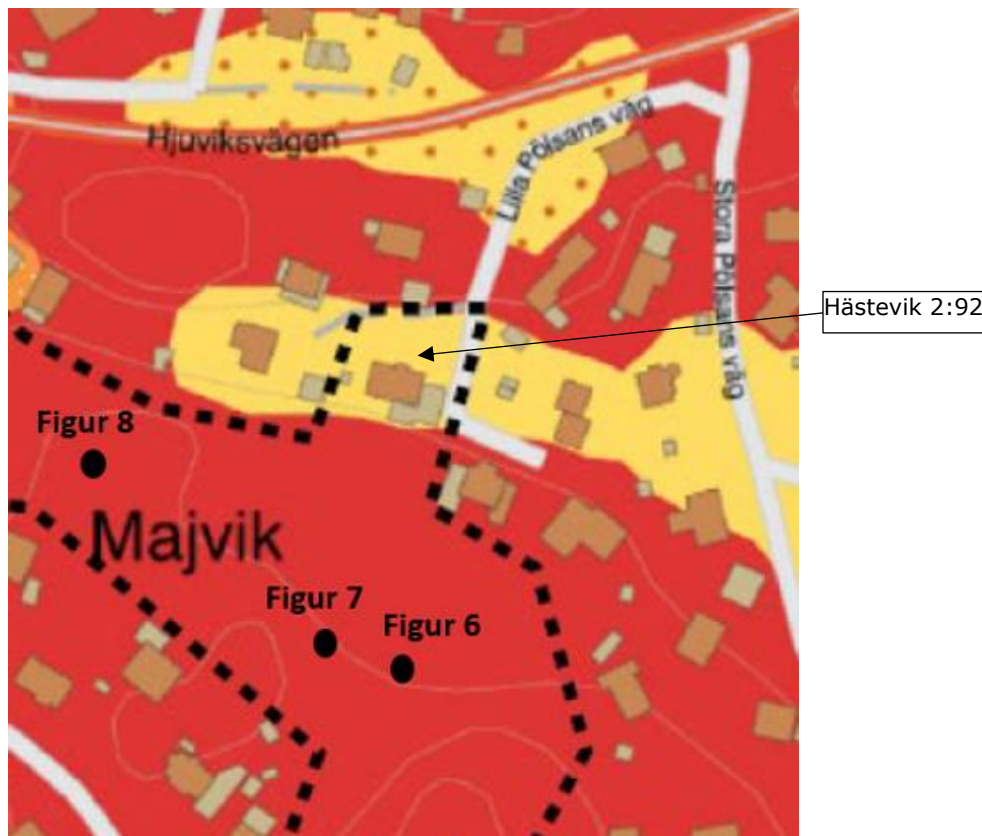 Hjuviksvägen
Lilla Pölsans väg
Stora Pölsans väg
Hästevik 2:92
Figur 8
Majvik
Figur 7
Figur 6